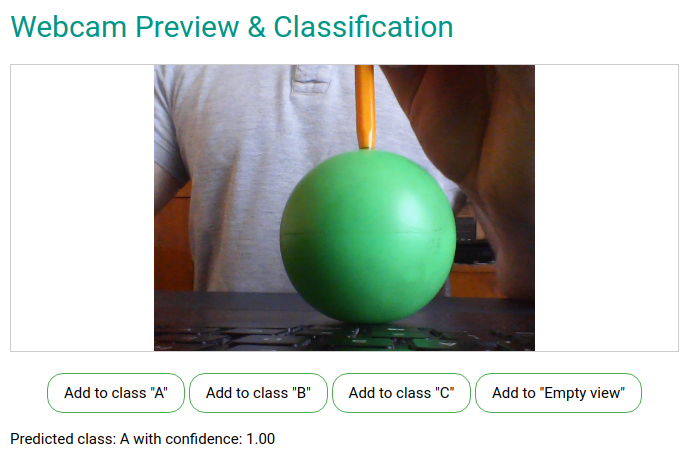 Webcam Preview & Classification
Add to class "A" Add to class "B" Add to class "C" Add to "Empty view"
Predicted class: A with confidence: 1.00